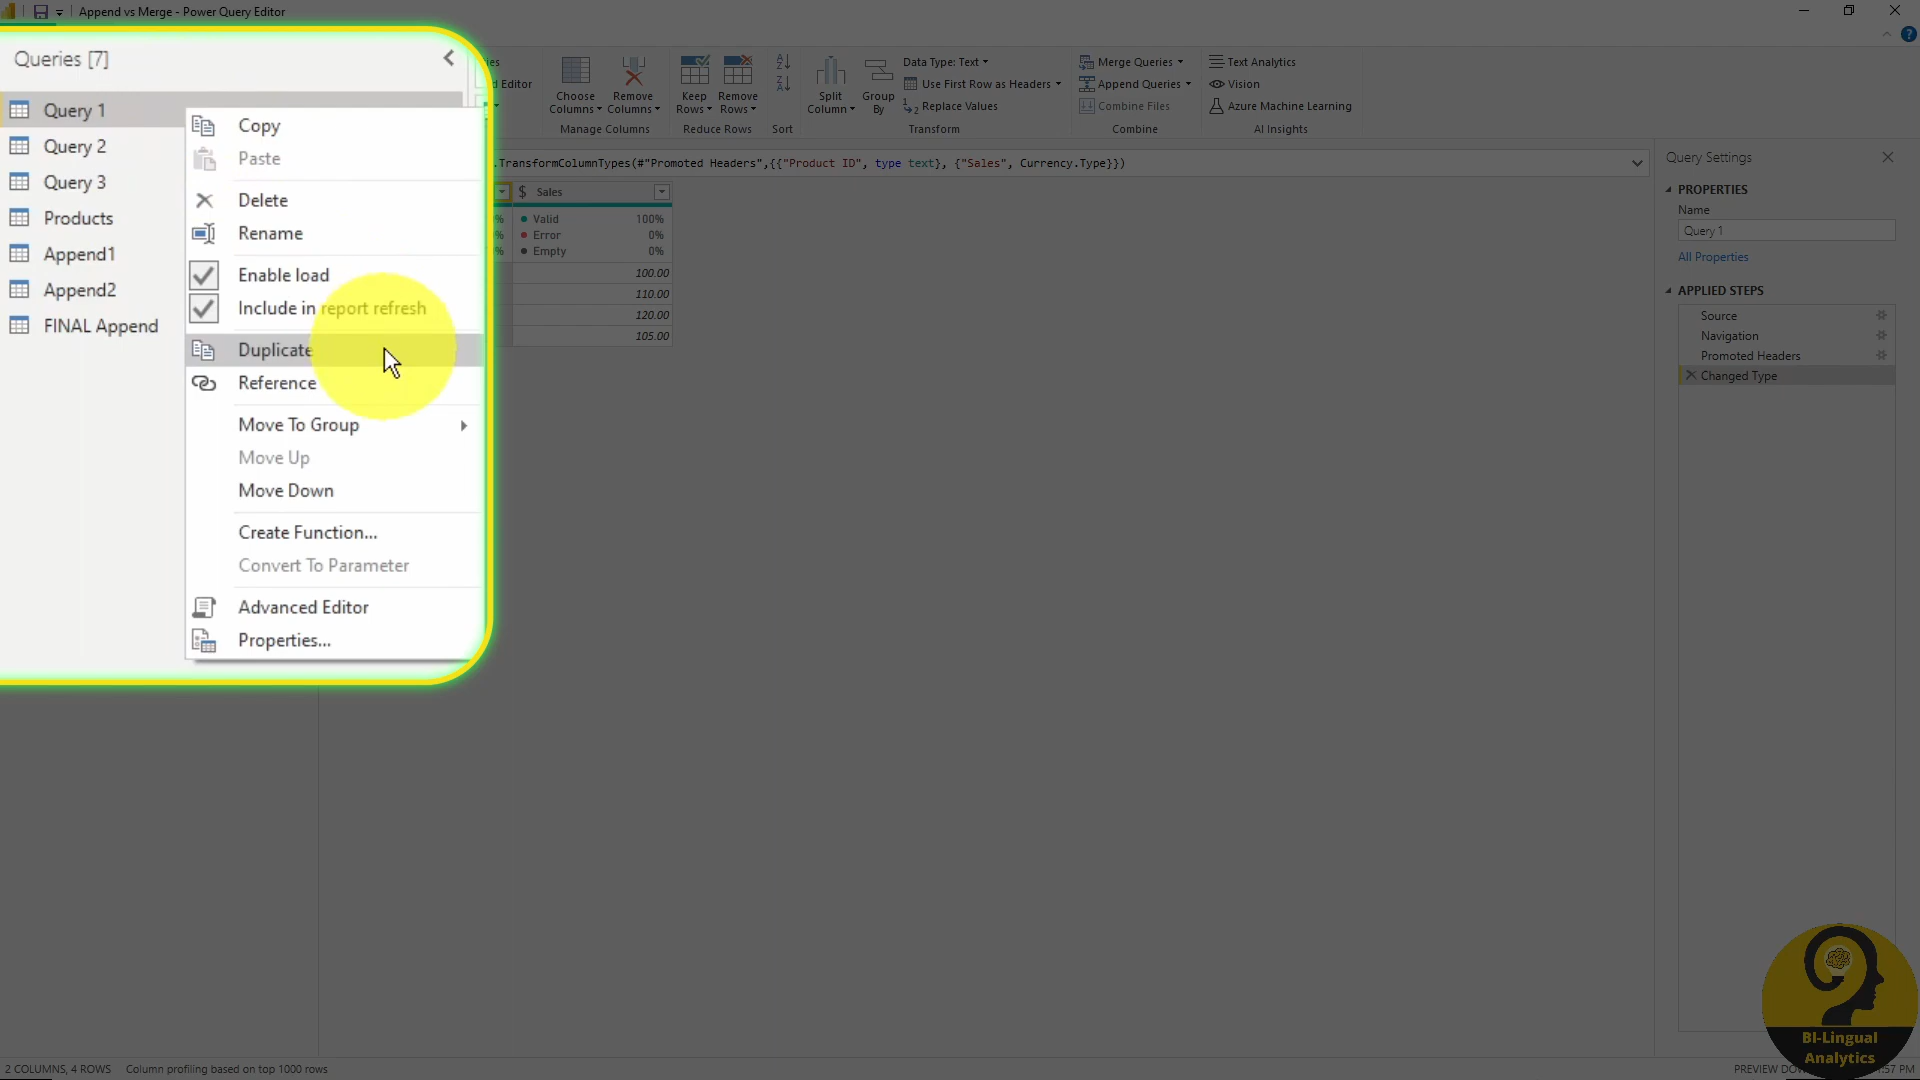 Append vs Merge - Power Query Editor
Queries [7]
Query 1
Query 2
Query 3
Products
Append1
Append2
FINAL Append
Copy
Paste
Delete
Rename
Enable load
Include in report refresh
Duplicate
Reference
Move To Group
Move Up
Move Down
Create Function...
Convert To Parameter
Advanced Editor
Properties...
Choose Columns
Remove Columns
Manage Columns
Keep Rows
Remove Rows
Reduce Rows
Sort
Split Column
Group By
Data Type: Text
Use First Row as Headers
Replace Values
Transform
Merge Queries
Append Queries
Combine Files
Combine
Text Analytics
Vision
Azure Machine Learning
AI Insights
.TransformColumnTypes(#"Promoted Headers",{{"Product ID", type text}, {"Sales", Currency.Type}})
$ Sales
Valid 100%
Error 0%
Empty 0%
100.00
110.00
120.00
105.00
Query Settings
PROPERTIES
Name
Query 1
All Properties
APPLIED STEPS
Source
Navigation
Promoted Headers
Changed Type
BI-Lingual
Analytics
2 COLUMNS, 4 ROWS
Column profiling based on top 1000 rows